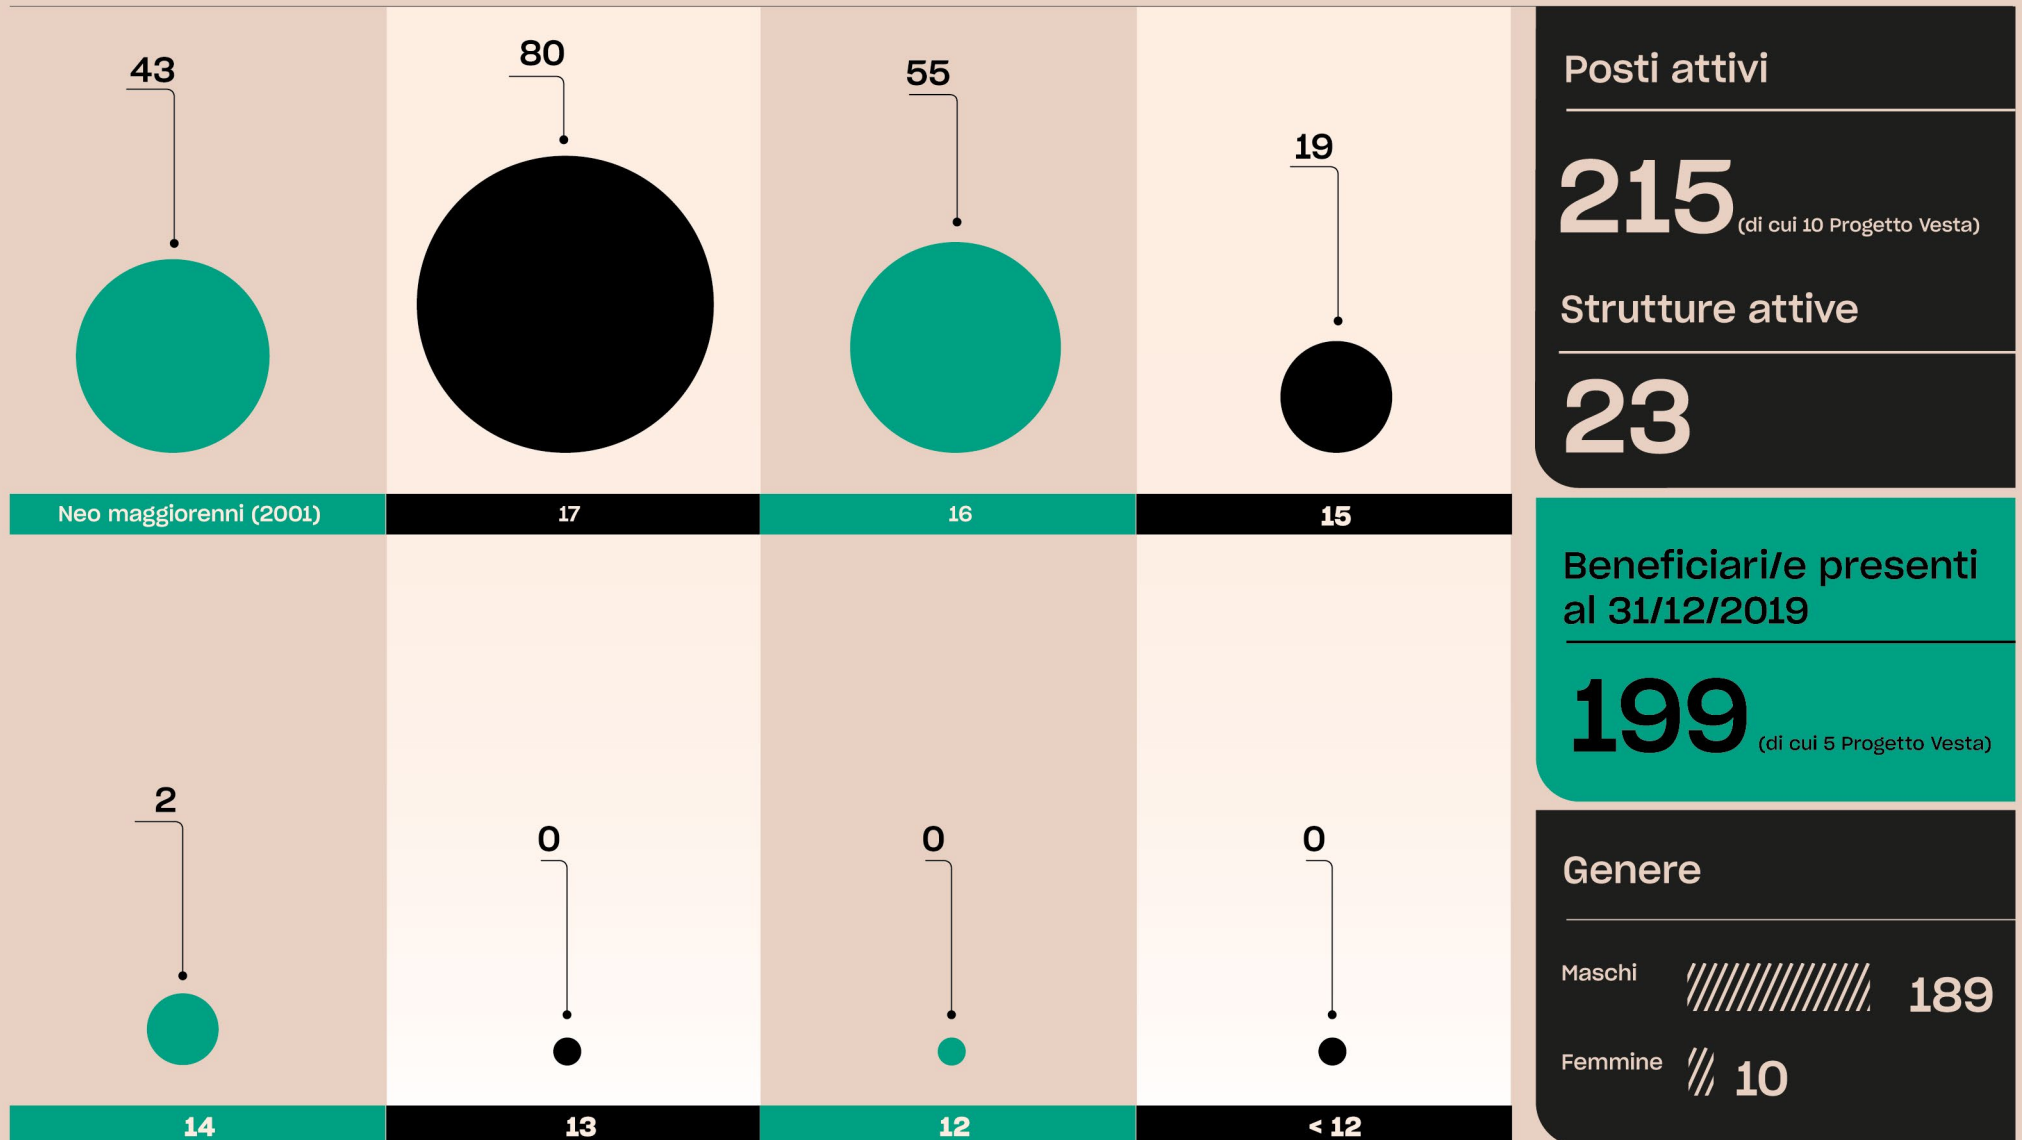 43
80
55
19
Neo maggiorenni (2001)
17
16
15
2
0
0
0
14
13
12
< 12
Posti attivi
215 (di cui 10 Progetto Vesta)
Strutture attive
23
Beneficiari/e presenti
al 31/12/2019
199 (di cui 5 Progetto Vesta)
Genere
Maschi 189
Femmine 10